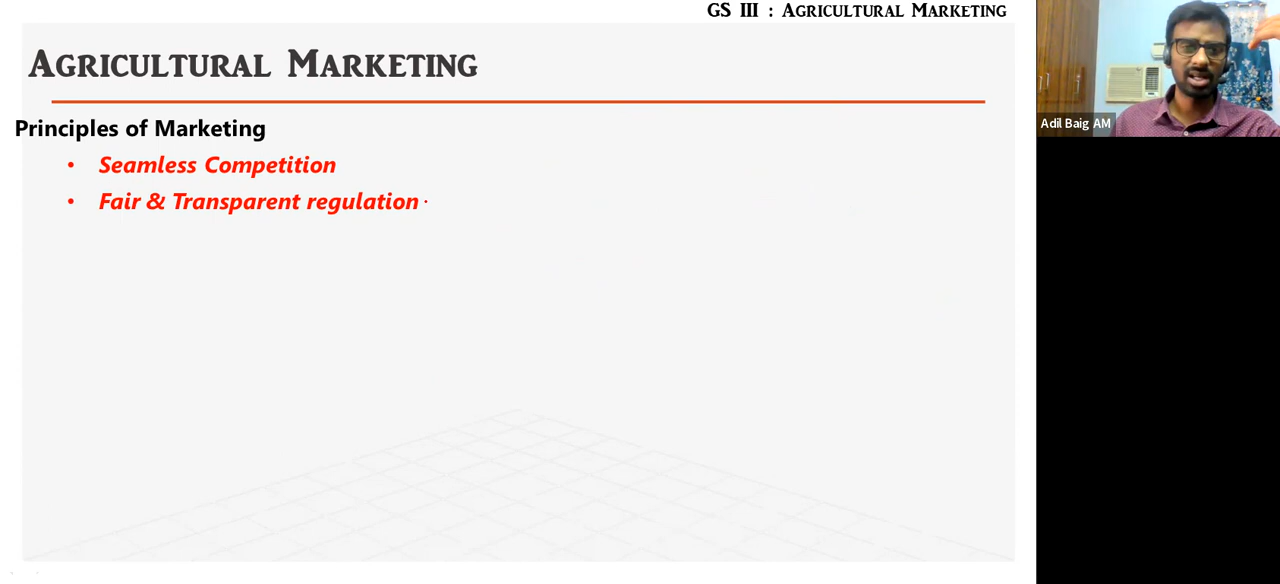 GS III : Agricultural Marketing
Agricultural Marketing
Principles of Marketing
• Seamless Competition
• Fair & Transparent regulation
Adil Baig AM